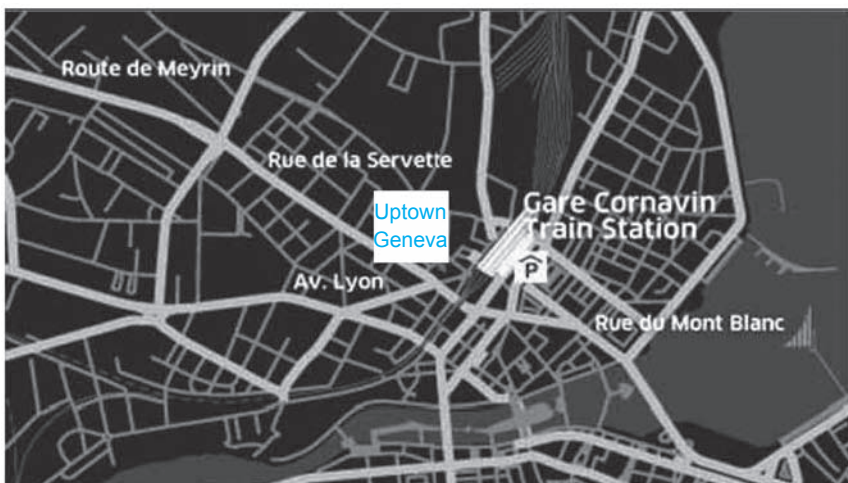 Route de Meyrin
Rue de la Servette
Uptown
Geneva
Gare Cornavin
Train Station
P
Av. Lyon
Rue du Mont Blanc